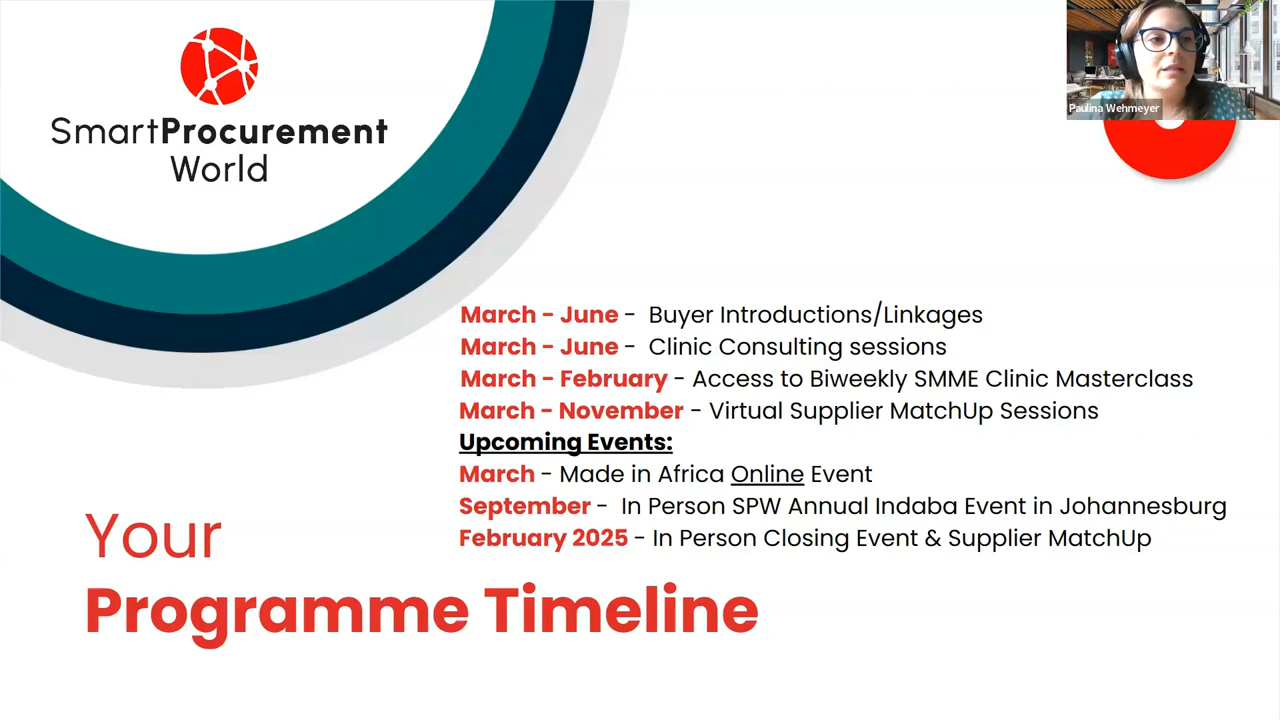 SmartProcurement
World
Paulina Wehmeyer
March - June - Buyer Introductions/Linkages
March - June - Clinic Consulting sessions
March - February - Access to Biweekly SMME Clinic Masterclass
March - November - Virtual Supplier MatchUp Sessions
Upcoming Events:
March - Made in Africa Online Event
September - In Person SPW Annual Indaba Event in Johannesburg
February 2025 - In Person Closing Event & Supplier MatchUp
Your
Programme Timeline